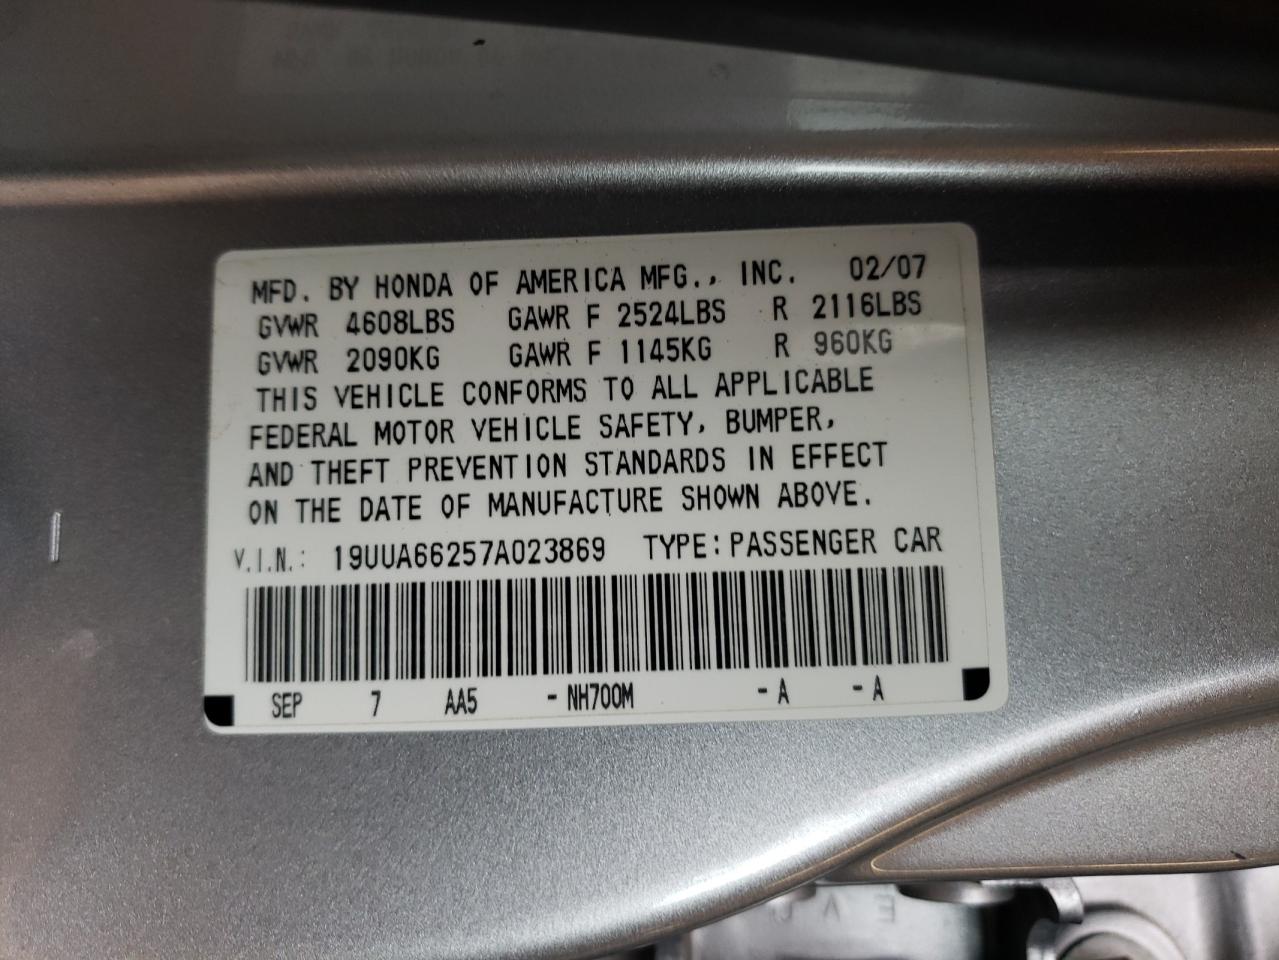 MFD. BY HONDA OF AMERICA MFG., INC. 02/07
GVWR 4608LBS GAWR F 2524LBS R 2116LBS
GVWR 2090KG GAWR F 1145KG R 960KG
THIS VEHICLE CONFORMS TO ALL APPLICABLE
FEDERAL MOTOR VEHICLE SAFETY, BUMPER,
AND THEFT PREVENTION STANDARDS IN EFFECT
ON THE DATE OF MANUFACTURE SHOWN ABOVE.
V.I.N.: 19UUA66257A023869 TYPE:PASSENGER CAR
SEP 7 AA5 -NH700M -A -A